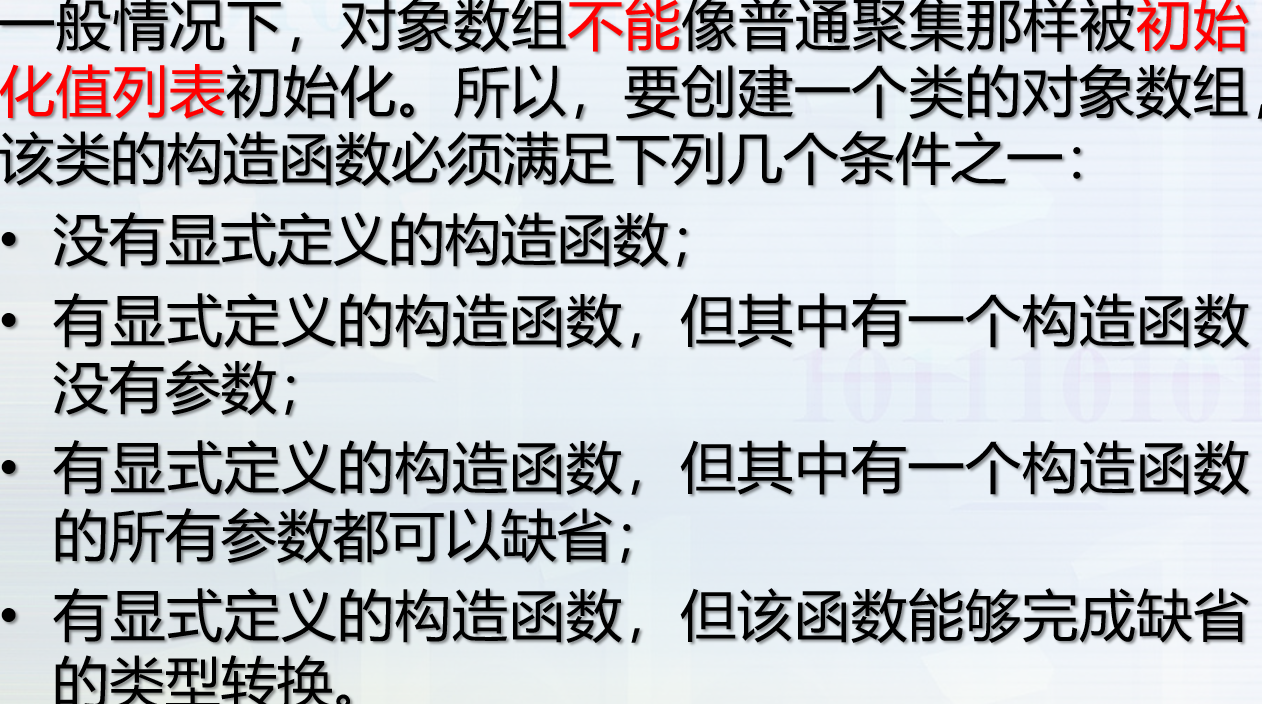 一般情况下，对象数组不能像普通聚集那样被初始
化值列表初始化。所以，要创建一个类的对象数组，
该类的构造函数必须满足下列几个条件之一：
• 没有显式定义的构造函数；
• 有显式定义的构造函数，但其中有一个构造函数
没有参数；
• 有显式定义的构造函数，但其中有一个构造函数
的所有参数都可以缺省；
• 有显式定义的构造函数，但该函数能够完成缺省
的类型转换。